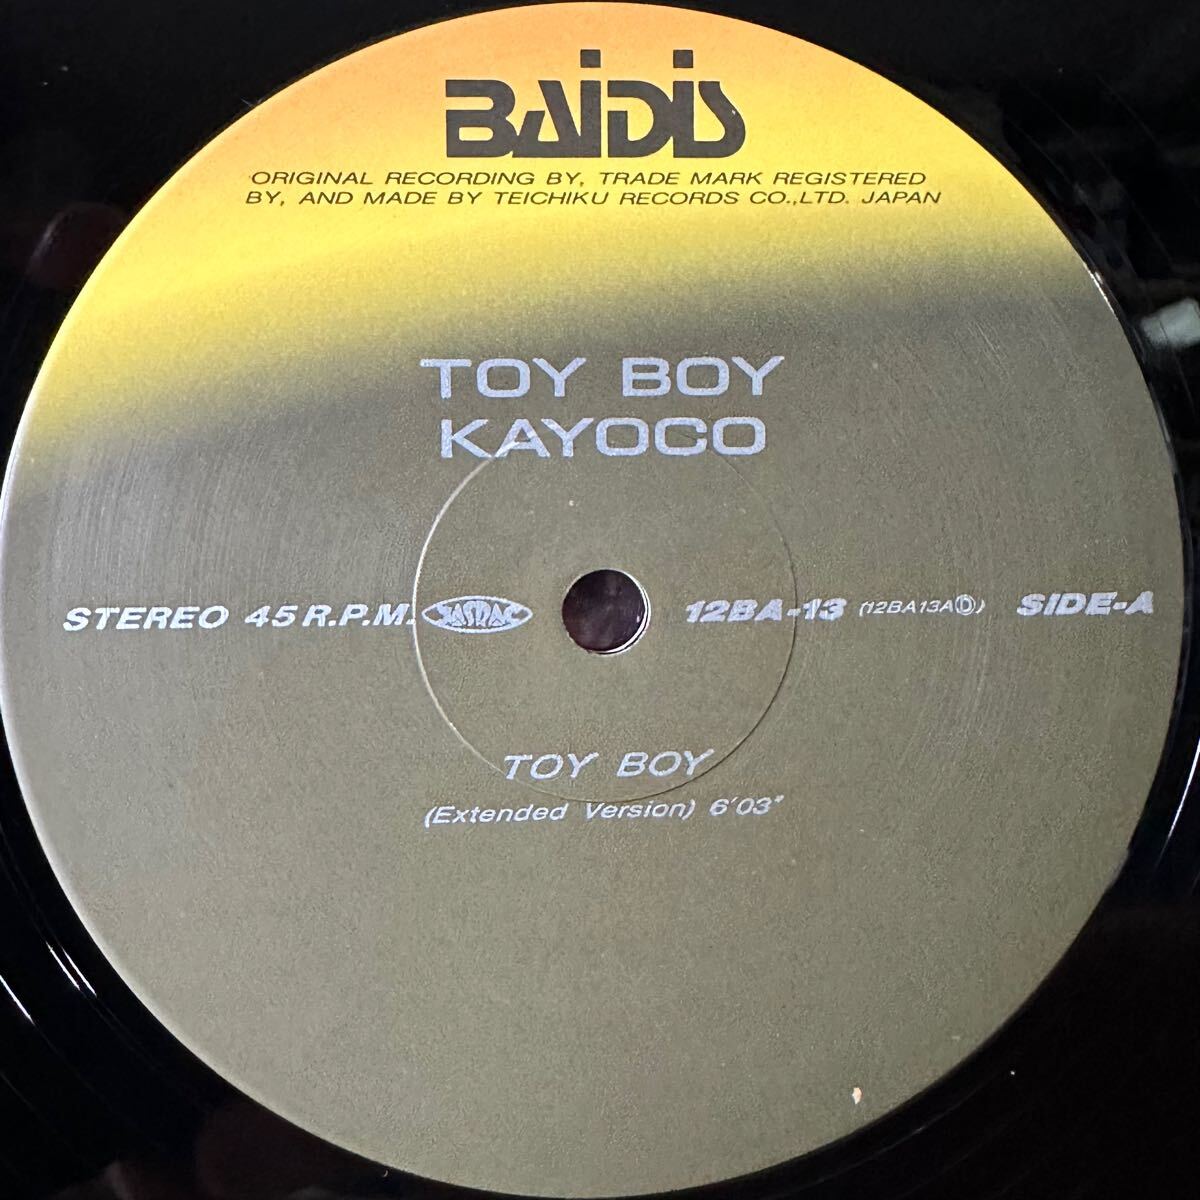 BAiDiS
ORIGINAL RECORDING BY, TRADE MARK REGISTERED
BY, AND MADE BY TEICHIKU RECORDS CO.,LTD. JAPAN
TOY BOY
KAYOCO
STEREO 45 R.P.M. JASRAC 12BA-13 (12BA13AⒹ) SIDE-A
TOY BOY
(Extended Version) 6'03"